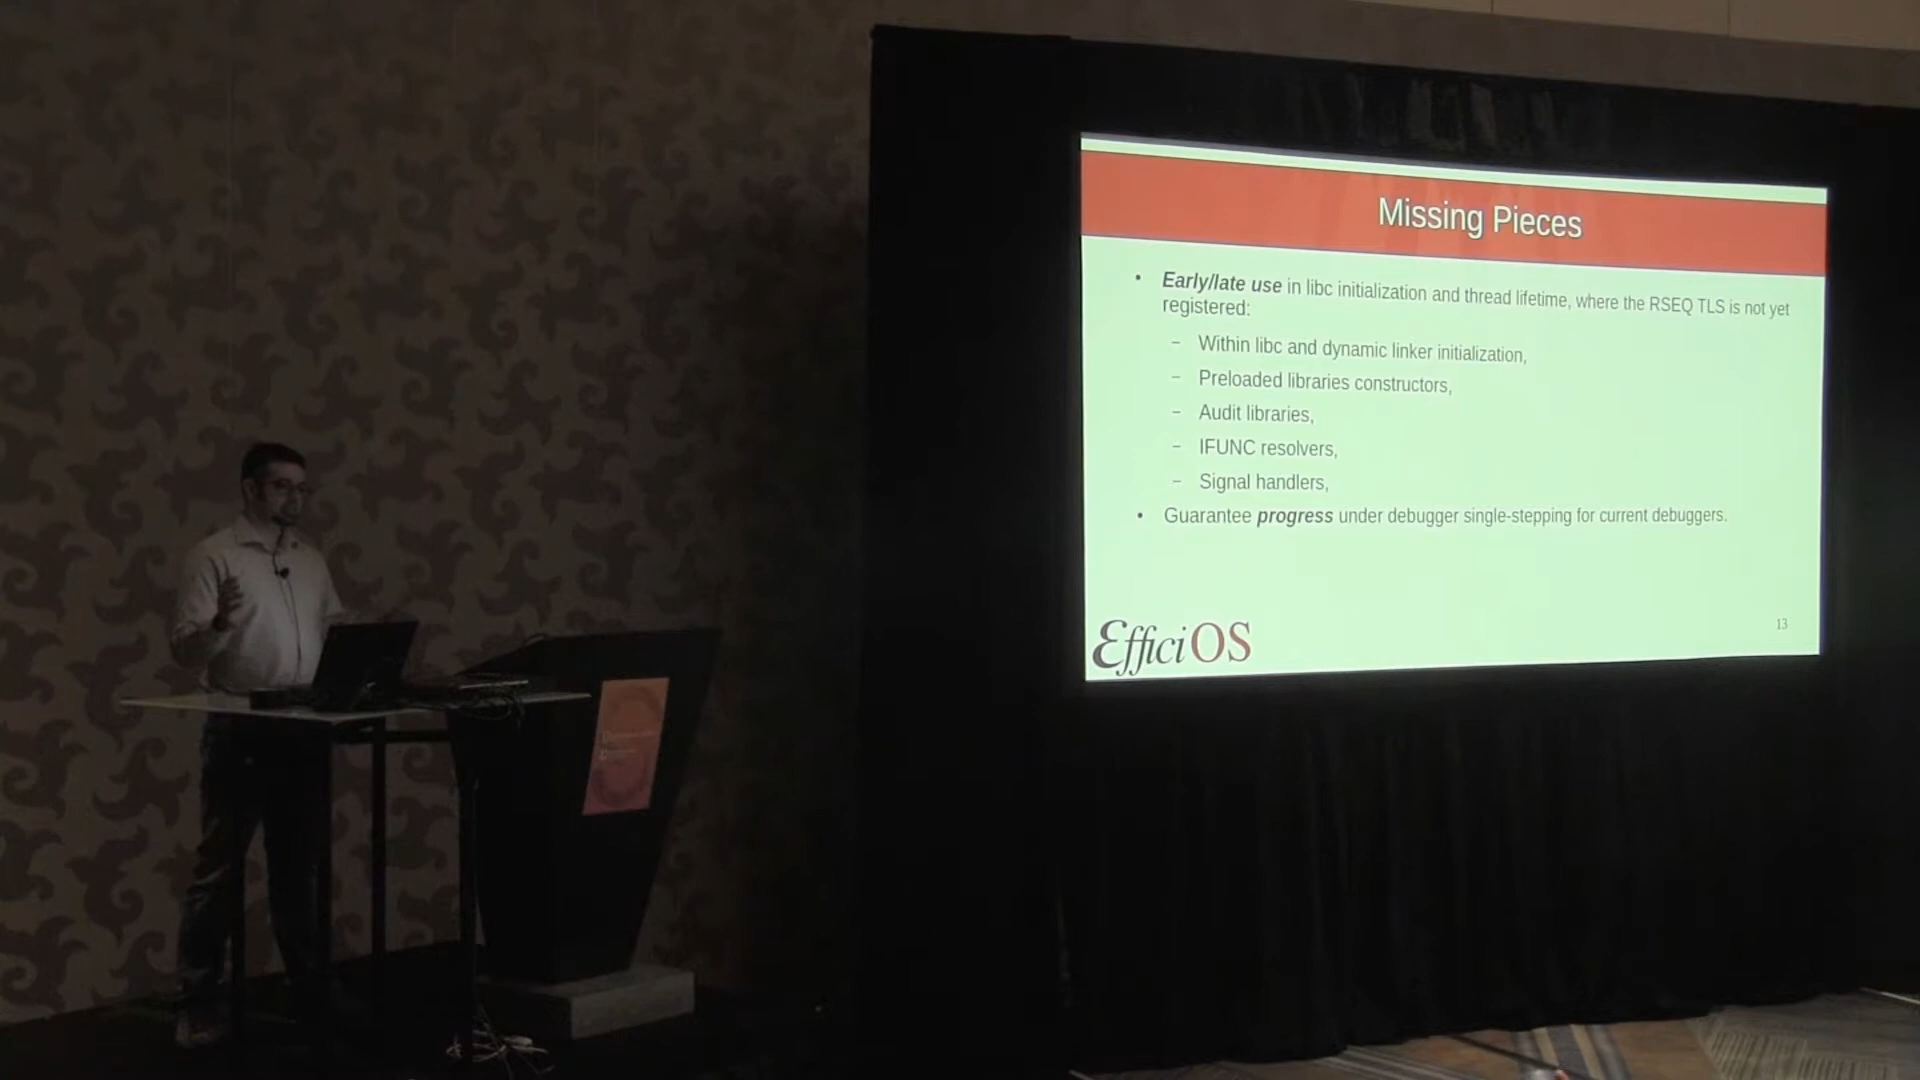 Missing Pieces
• Early/late use in libc initialization and thread lifetime, where the RSEQ TLS is not yet
registered:
– Within libc and dynamic linker initialization,
– Preloaded libraries constructors,
– Audit libraries,
– IFUNC resolvers,
– Signal handlers,
• Guarantee progress under debugger single-stepping for current debuggers.
EfficiOS
13